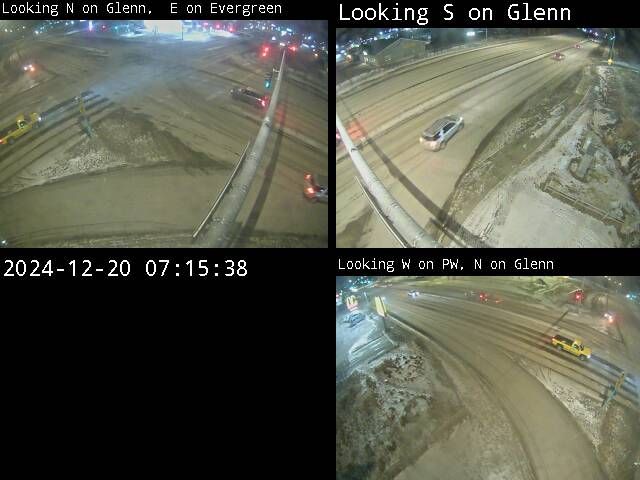 Looking N on Glenn, E on Evergreen
Looking S on Glenn
2024-12-20 07:15:38
Looking W on PW, N on Glenn